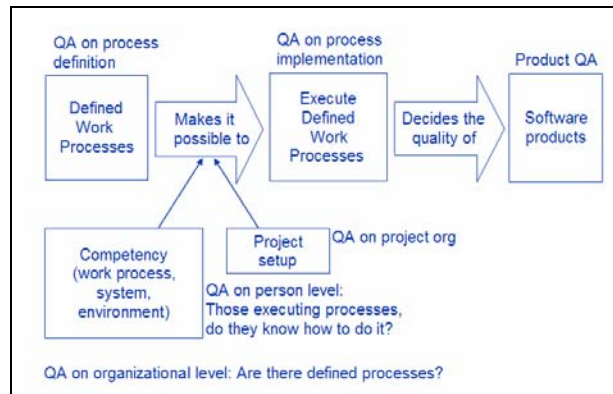 QA on process
definition
Defined
Work
Processes
Makes it
possible to
QA on process
implementation
Execute
Defined
Work
Processes
Decides the
quality of
Product QA
Software
products
Competency
(work process,
system,
environment)
Project
setup
QA on project org
QA on person level:
Those executing processes,
do they know how to do it?
QA on organizational level: Are there defined processes?